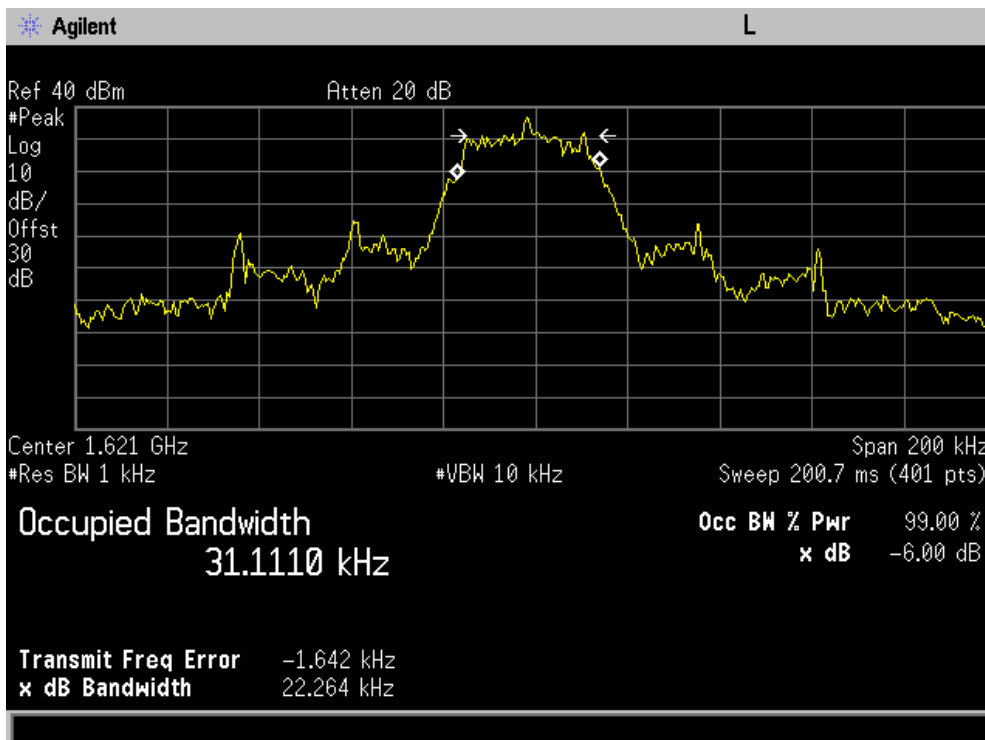 Agilent L
Ref 40 dBm Atten 20 dB
#Peak
Log
10
dB/
Offst
30
dB
Center 1.621 GHz Span 200 kHz
#Res BW 1 kHz #VBW 10 kHz Sweep 200.7 ms (401 pts)
Occupied Bandwidth Occ BW % Pwr 99.00 %
31.1110 kHz x dB -6.00 dB
Transmit Freq Error -1.642 kHz
x dB Bandwidth 22.264 kHz